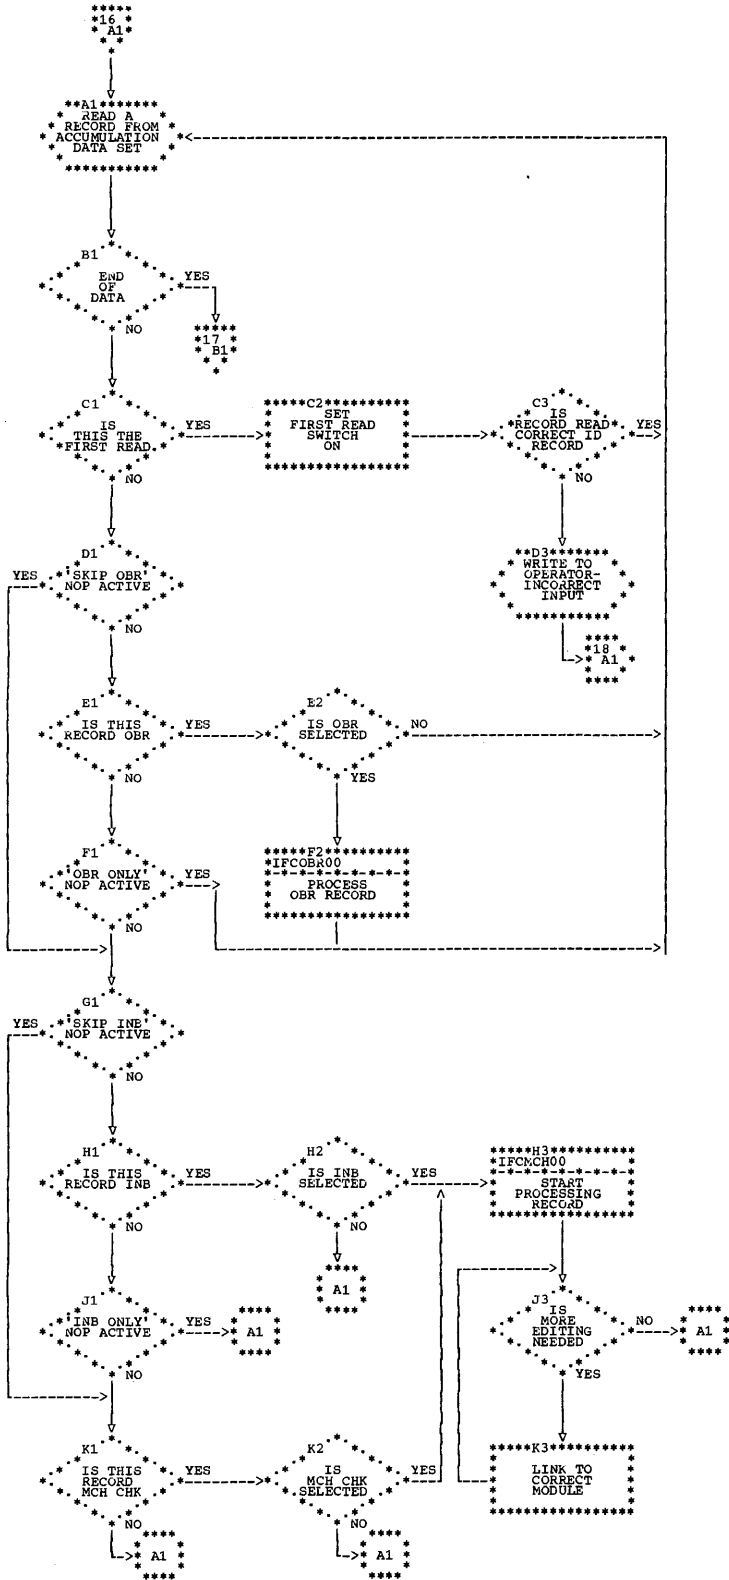 16
A1
A1
READ A
RECORD FROM
ACCUMULATION
DATA SET
B1
END
OF
DATA
YES
NO
17
B1
C1
IS
THIS THE
FIRST READ
YES
NO
C2
SET
FIRST READ
SWITCH
ON
C3
IS
RECORD READ
CORRECT ID
RECORD
YES
NO
D1
'SKIP OBR'
NOP ACTIVE
YES
NO
D3
WRITE TO
OPERATOR-
INCORRECT
INPUT
18
A1
E1
IS THIS
RECORD OBR
YES
NO
E2
IS OBR
SELECTED
NO
YES
F1
'OBR ONLY'
NOP ACTIVE
YES
NO
F2
IFCOBR00
PROCESS
OBR RECORD
G1
'SKIP INB'
NOP ACTIVE
YES
NO
H1
IS THIS
RECORD INB
YES
NO
H2
IS INB
SELECTED
YES
NO
A1
H3
IFCMCH00
START
PROCESSING
RECORD
J1
'INB ONLY'
NOP ACTIVE
YES
NO
A1
J3
IS
MORE
EDITING
NEEDED
NO
YES
A1
K1
IS THIS
RECORD
MCH CHK
YES
NO
A1
K2
IS
MCH CHK
SELECTED
YES
NO
A1
K3
LINK TO
CORRECT
MODULE